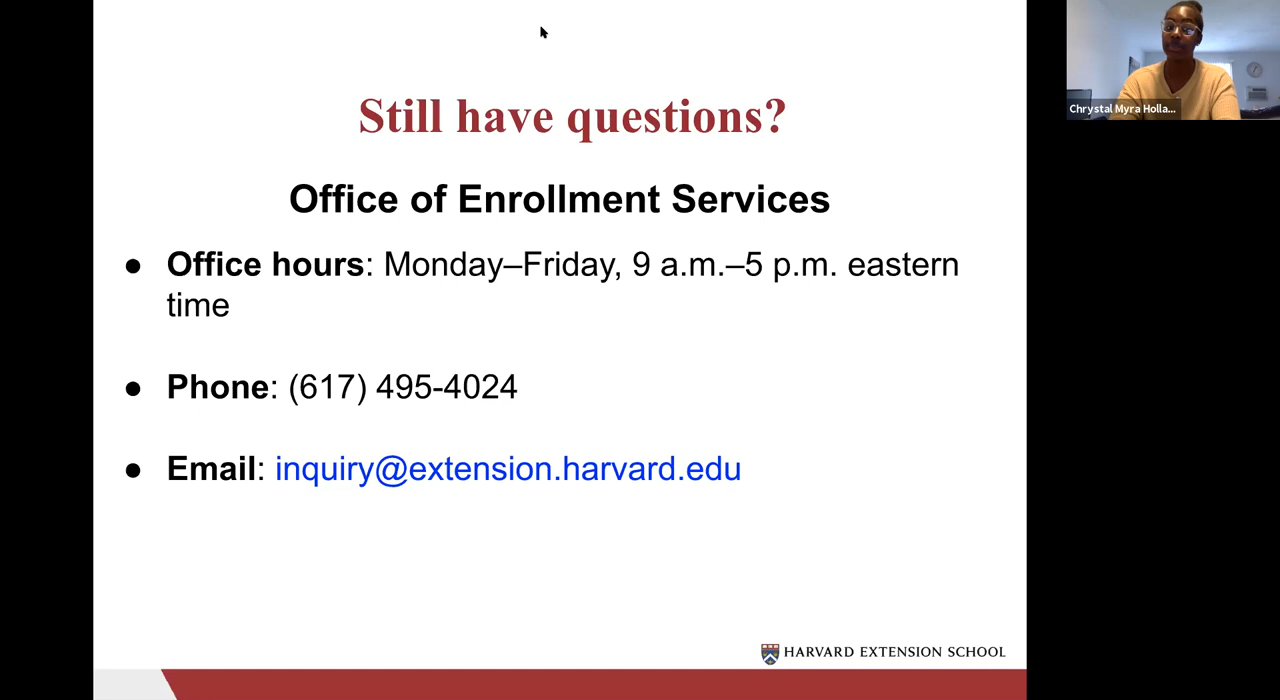 Still have questions?
Office of Enrollment Services
● Office hours: Monday–Friday, 9 a.m.–5 p.m. eastern
time
● Phone: (617) 495-4024
● Email: inquiry@extension.harvard.edu
HARVARD EXTENSION SCHOOL
Chrystal Myra Holla...